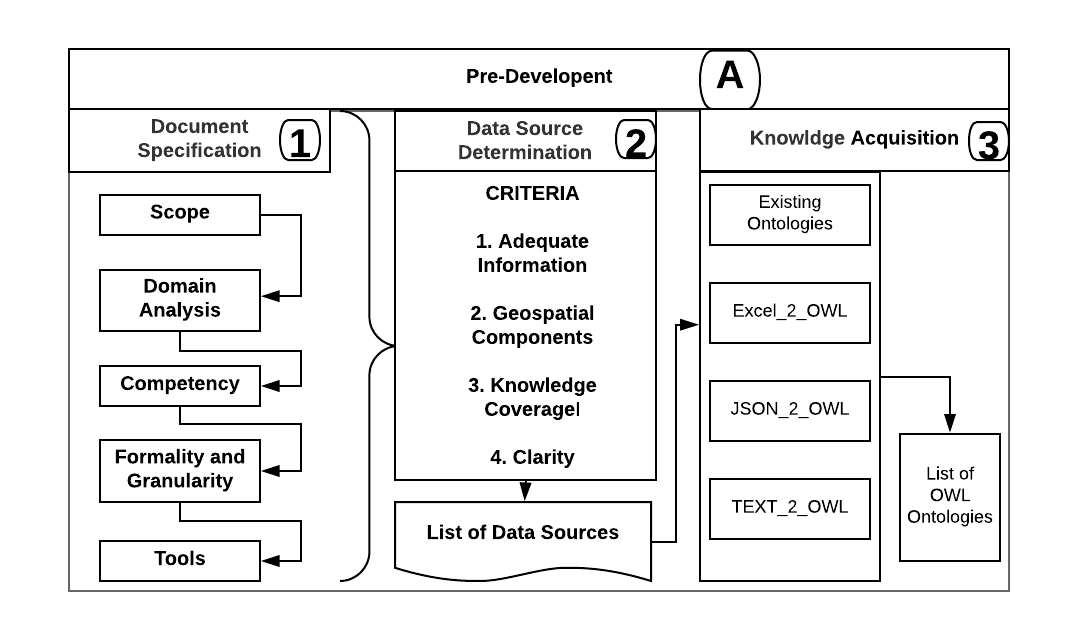 Pre-Developent
A
Document
Specification
1
Scope
Domain
Analysis
Competency
Formality and
Granularity
Tools
Data Source
Determination
2
CRITERIA
1. Adequate
Information
2. Geospatial
Components
3. Knowledge
Coveragel
4. Clarity
List of Data Sources
Knowldge Acquisition
3
Existing
Ontologies
Excel_2_OWL
JSON_2_OWL
TEXT_2_OWL
List of
OWL
Ontologies